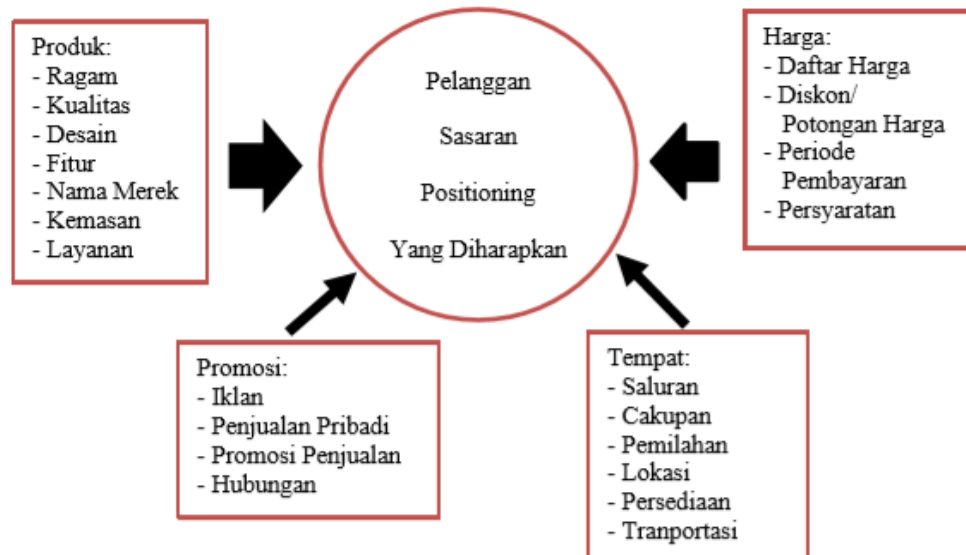 Produk:
- Ragam
- Kualitas
- Desain
- Fitur
- Nama Merek
- Kemasan
- Layanan
Pelanggan
Sasaran
Positioning
Yang Diharapkan
Harga:
- Daftar Harga
- Diskon/
Potongan Harga
- Periode
Pembayaran
- Persyaratan
Promosi:
- Iklan
- Penjualan Pribadi
- Promosi Penjualan
- Hubungan
Tempat:
- Saluran
- Cakupan
- Pemilahan
- Lokasi
- Persediaan
- Tranportasi